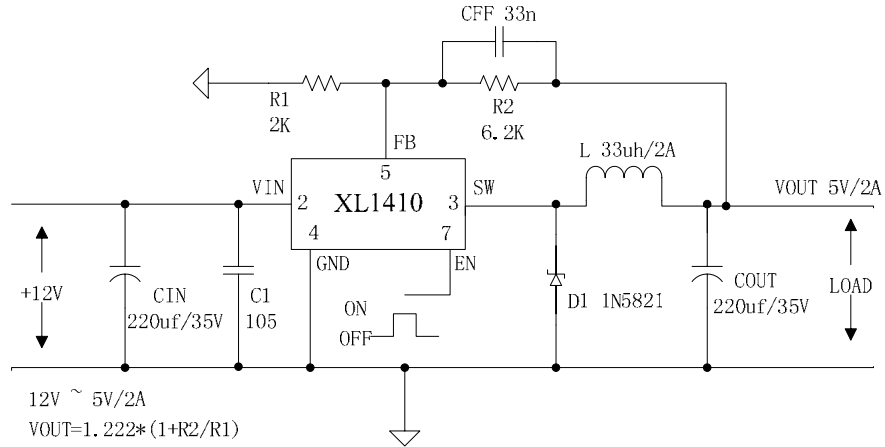 CFF 33n
R1
2K
R2
6.2K
FB
L 33uh/2A
5
VIN
SW
VOUT 5V/2A
2
XL1410
3
4
7
GND
EN
+12V
CIN
220uf/35V
C1
105
ON
OFF
D1 1N5821
COUT
220uf/35V
LOAD
12V ~ 5V/2A
VOUT=1.222*(1+R2/R1)